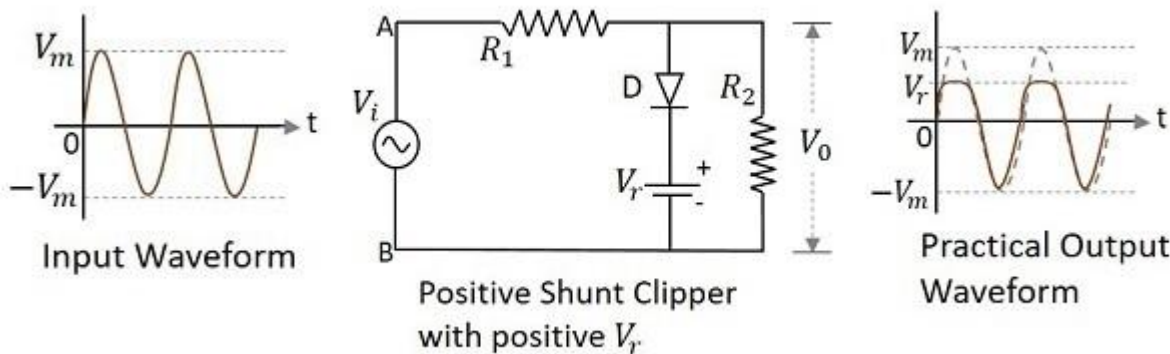 V_m
0
t
−V_m
Input Waveform
A
R_1
V_i
D
R_2
V_r
+
-
V_0
B
Positive Shunt Clipper
with positive V_r
V_m
V_r
0
t
−V_m
Practical Output
Waveform